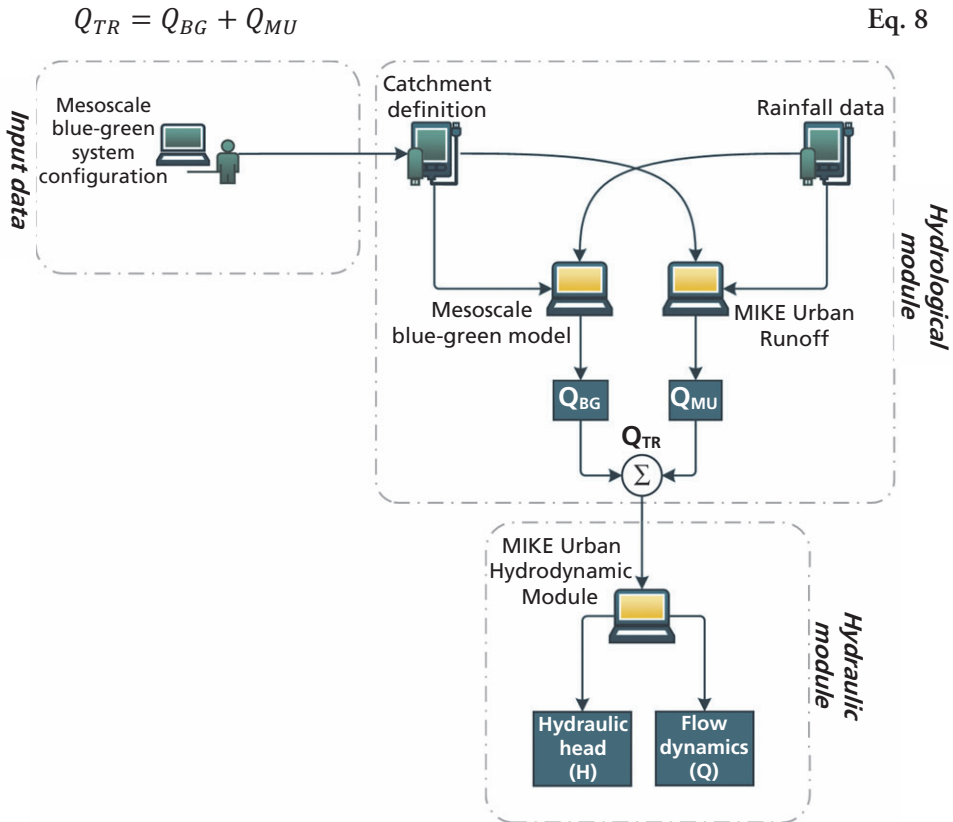 Q_TR = Q_BG + Q_MU
Eq. 8
Input data
Mesoscale
blue-green
system
configuration
Catchment
definition
Rainfall data
Hydrological
module
Mesoscale
blue-green model
MIKE Urban
Runoff
Q_BG
Q_MU
Q_TR
Σ
MIKE Urban
Hydrodynamic
Module
Hydraulic
module
Hydraulic
head
(H)
Flow
dynamics
(Q)